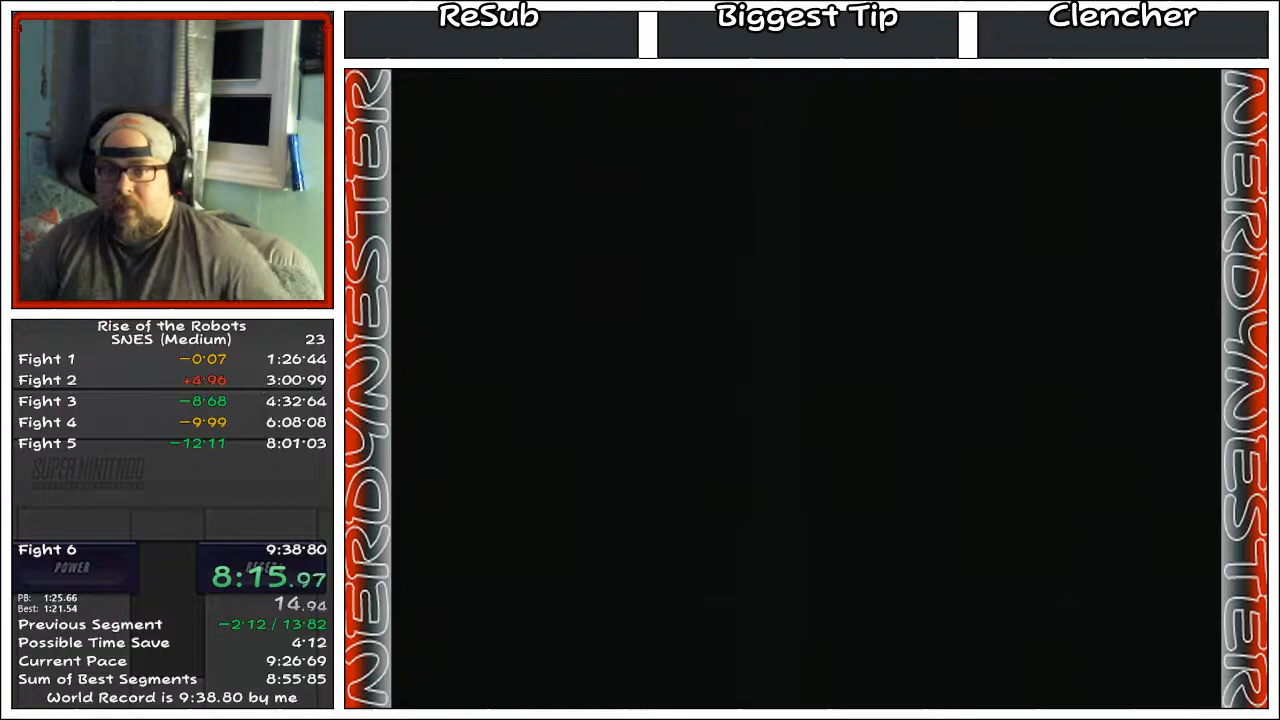 ReSub
Biggest Tip
Clencher
NERDYNESTER
NERDYNESTER
Rise of the Robots
SNES (Medium) 23
Fight 1 −0.07 1:26.44
Fight 2 +4.96 3:00.99
Fight 3 −8.68 4:32.64
Fight 4 −9.99 6:08.08
Fight 5 −12.11 8:01.03
SUPER NINTENDO
Fight 6 9:38.80
POWER
8:15.97
PB: 1:25.66
Best: 1:21.54
14.94
Previous Segment −2.12 / 13.82
Possible Time Save 4.12
Current Pace 9:26.69
Sum of Best Segments 8:55.85
World Record is 9:38.80 by me